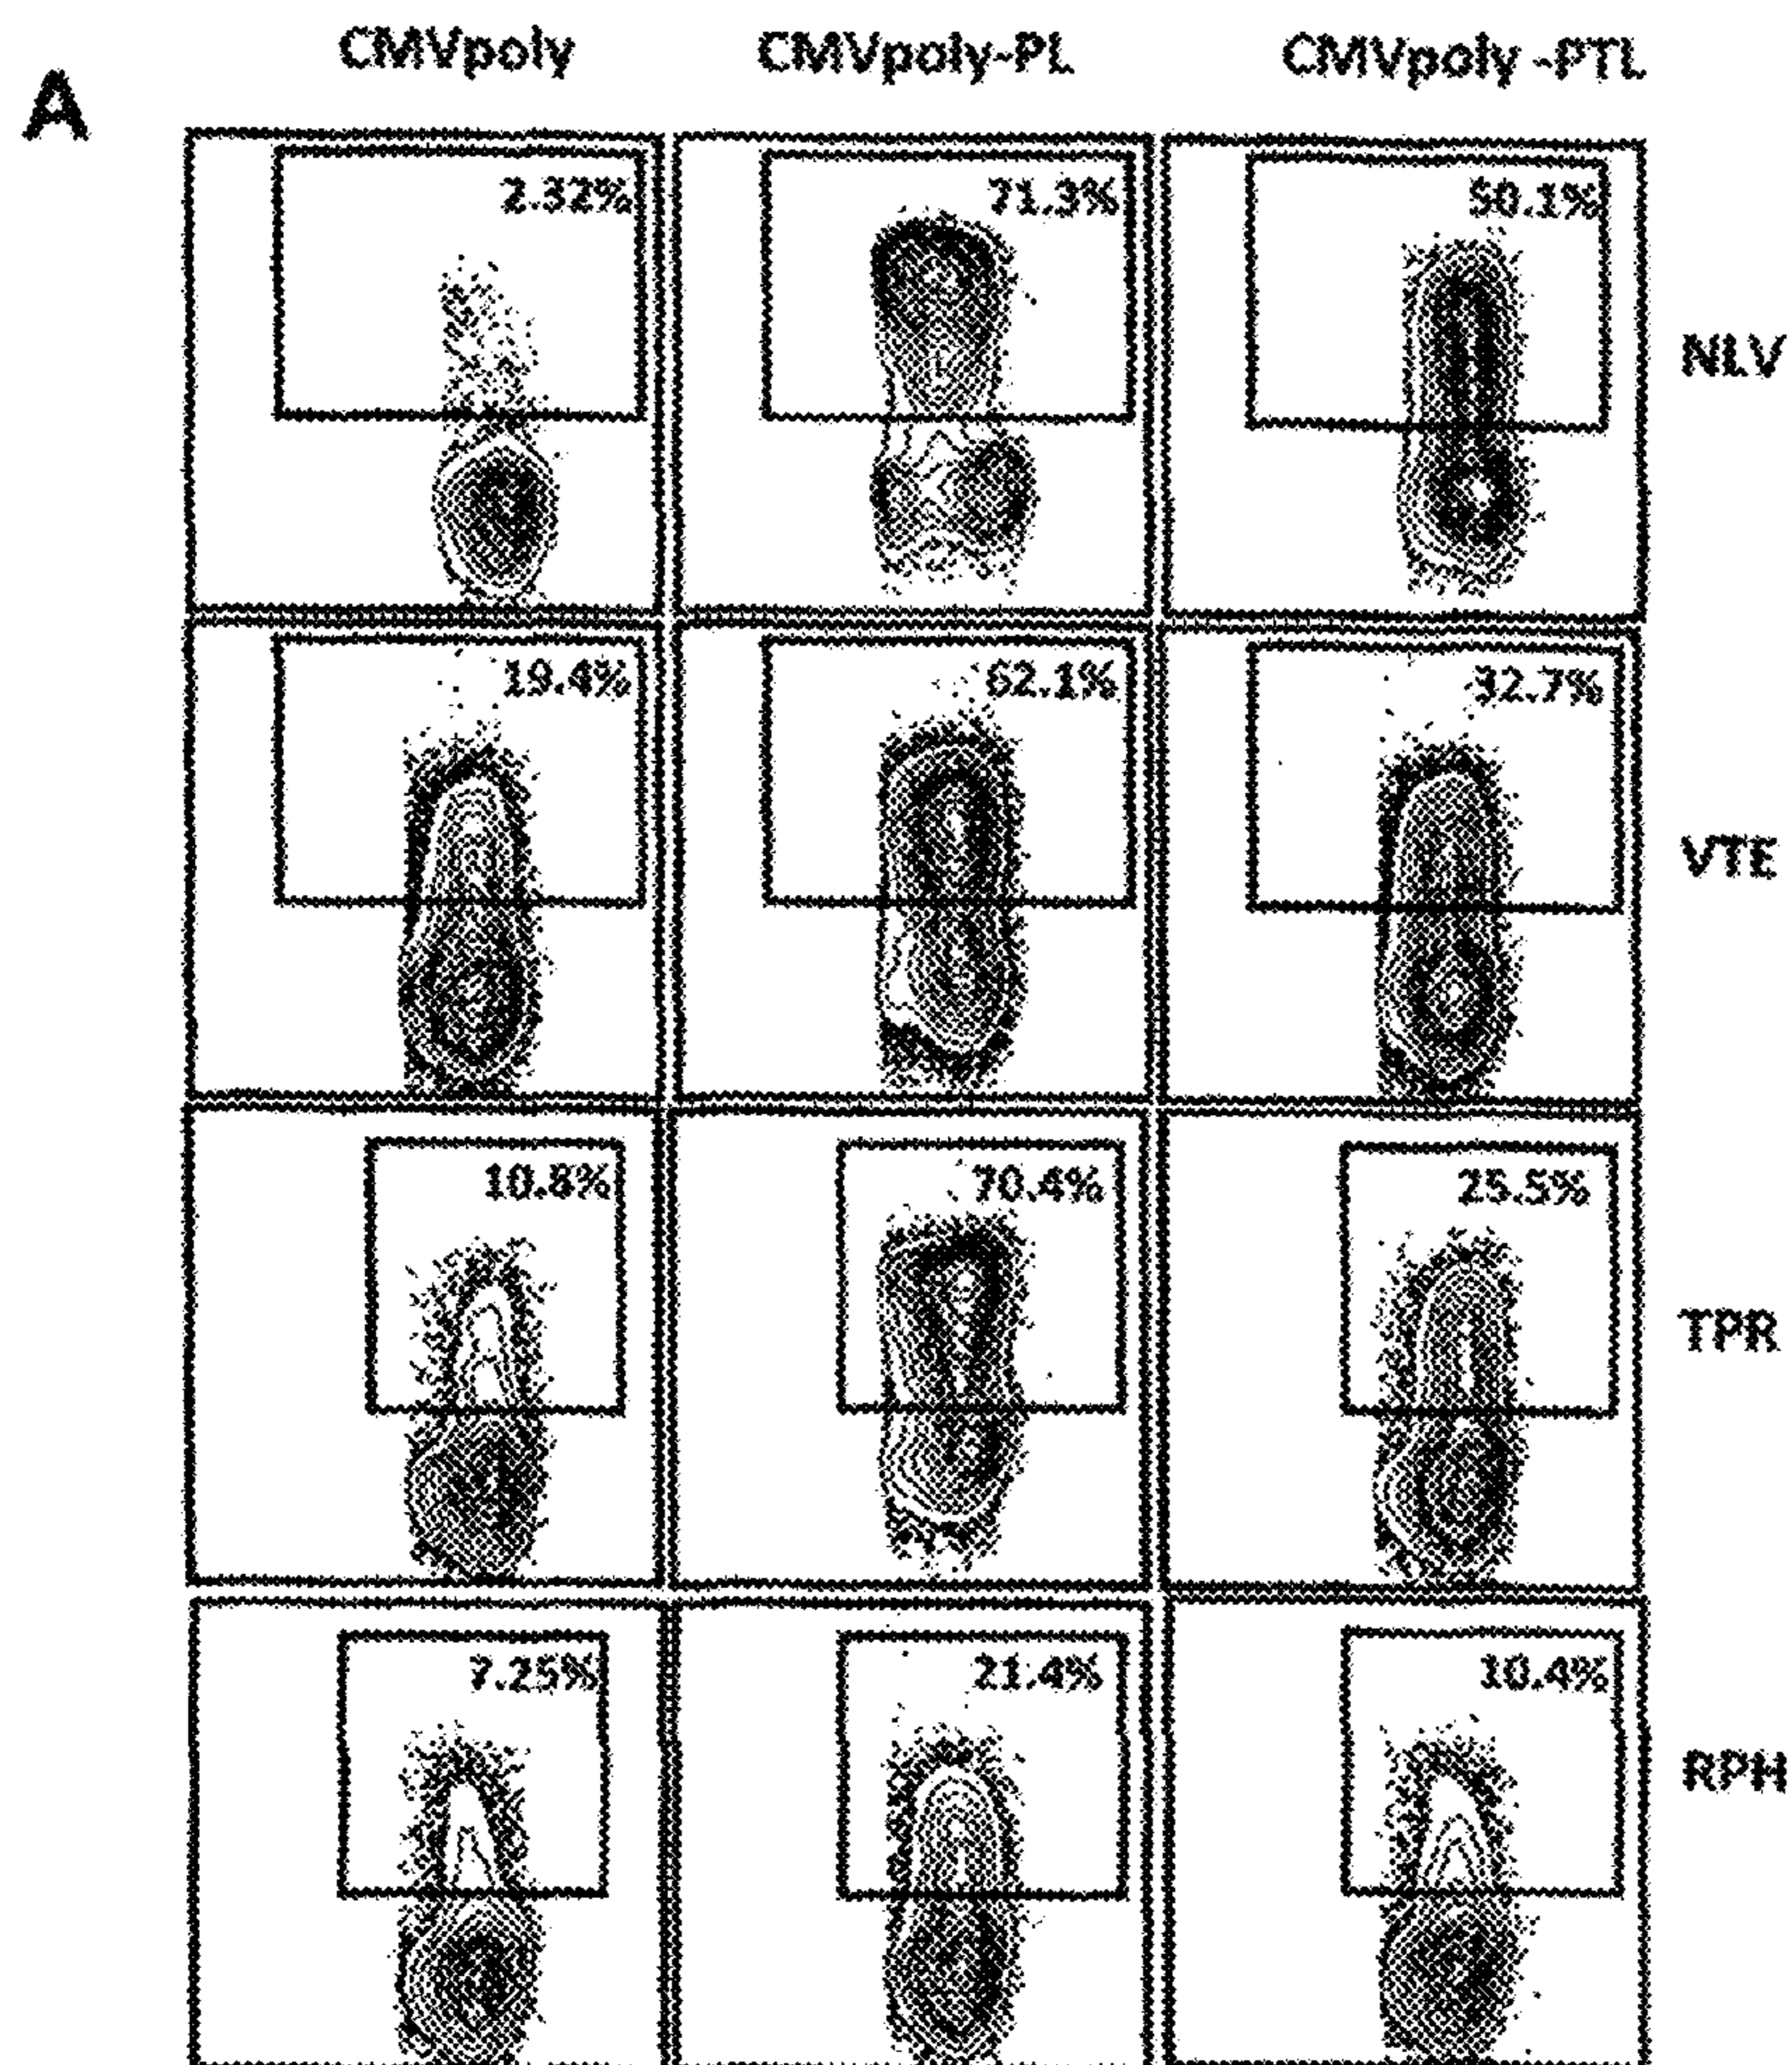 A
CMVpoly CMVpoly-PL CMVpoly -PTL
2.32% 71.3% 50.1% NLV
19.4% 62.1% 32.7% VTE
10.8% 70.4% 25.5% TPR
7.25% 21.4% 10.4% RPH